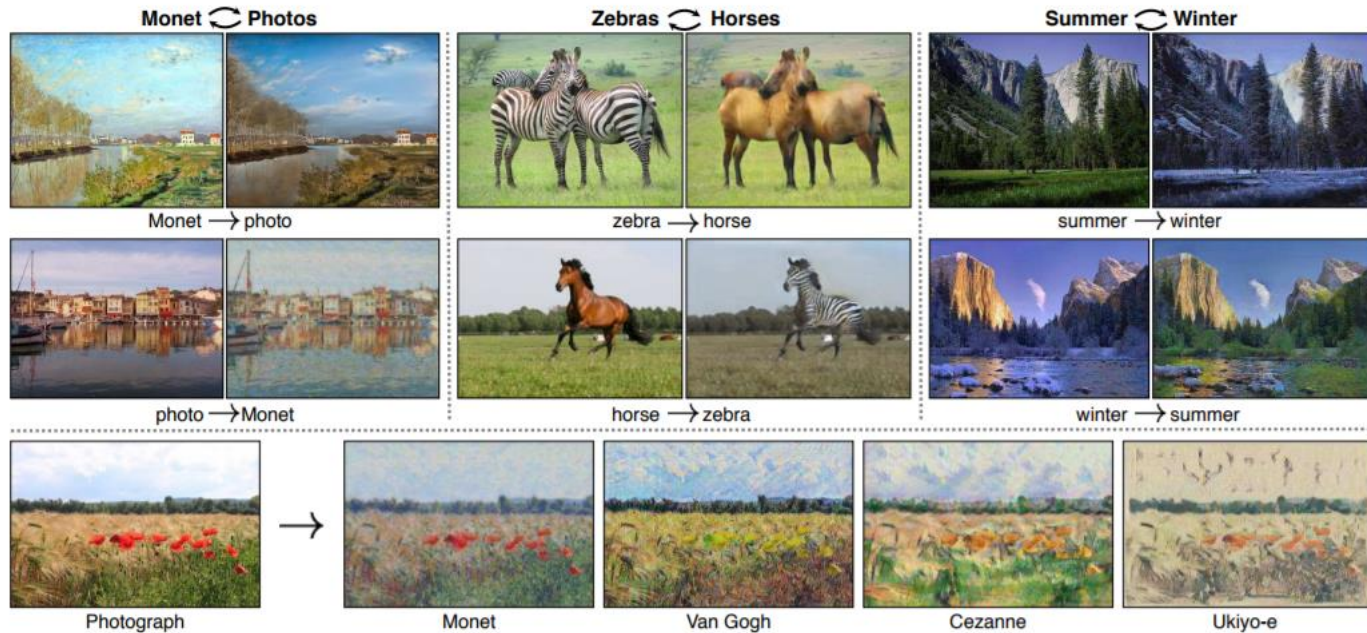 Monet ⇄ Photos
Zebras ⇄ Horses
Summer ⇄ Winter
Monet → photo
zebra → horse
summer → winter
photo → Monet
horse → zebra
winter → summer
Photograph
→
Monet
Van Gogh
Cezanne
Ukiyo-e